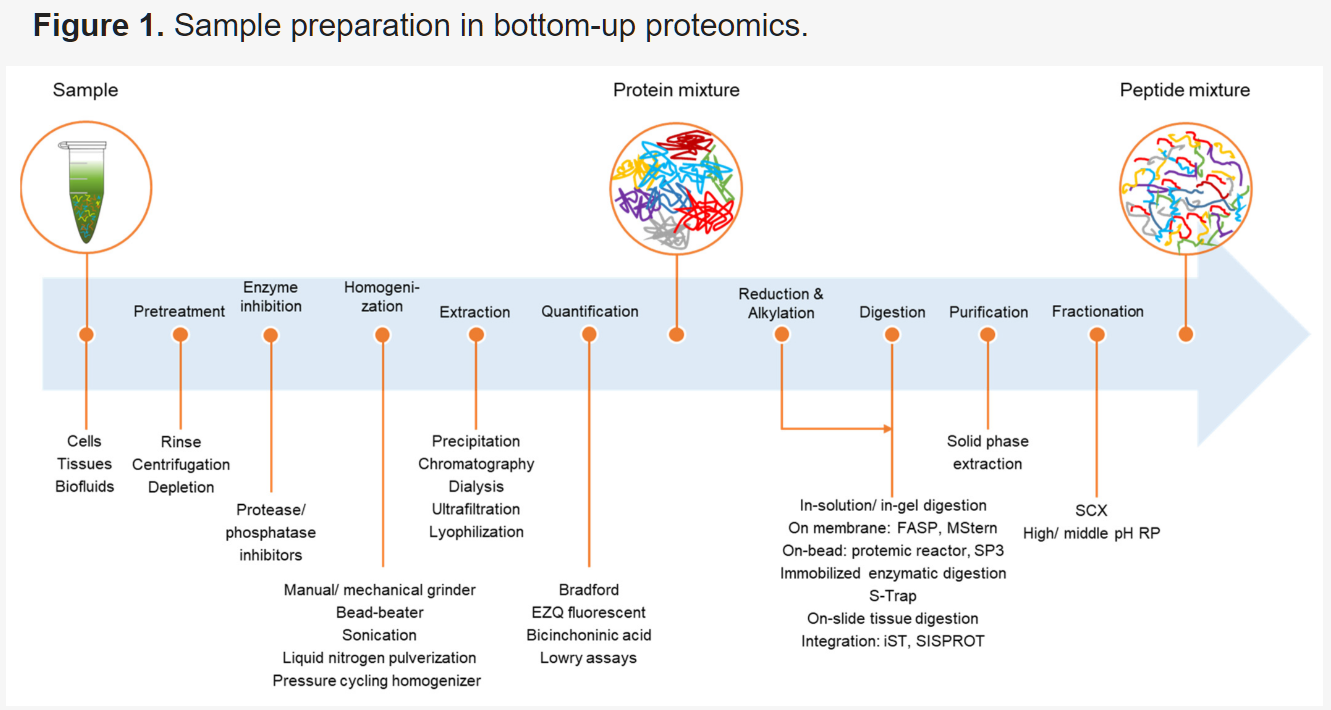 Figure 1. Sample preparation in bottom-up proteomics.
Sample
Protein mixture
Peptide mixture
Pretreatment
Enzyme
inhibition
Homogeni-
zation
Extraction
Quantification
Reduction &
Alkylation
Digestion
Purification
Fractionation
Cells
Tissues
Biofluids
Rinse
Centrifugation
Depletion
Protease/
phosphatase
inhibitors
Manual/ mechanical grinder
Bead-beater
Sonication
Liquid nitrogen pulverization
Pressure cycling homogenizer
Precipitation
Chromatography
Dialysis
Ultrafiltration
Lyophilization
Bradford
EZQ fluorescent
Bicinchoninic acid
Lowry assays
In-solution/ in-gel digestion
On membrane: FASP, MStern
On-bead: protemic reactor, SP3
Immobilized enzymatic digestion
S-Trap
On-slide tissue digestion
Integration: iST, SISPROT
Solid phase
extraction
SCX
High/ middle pH RP